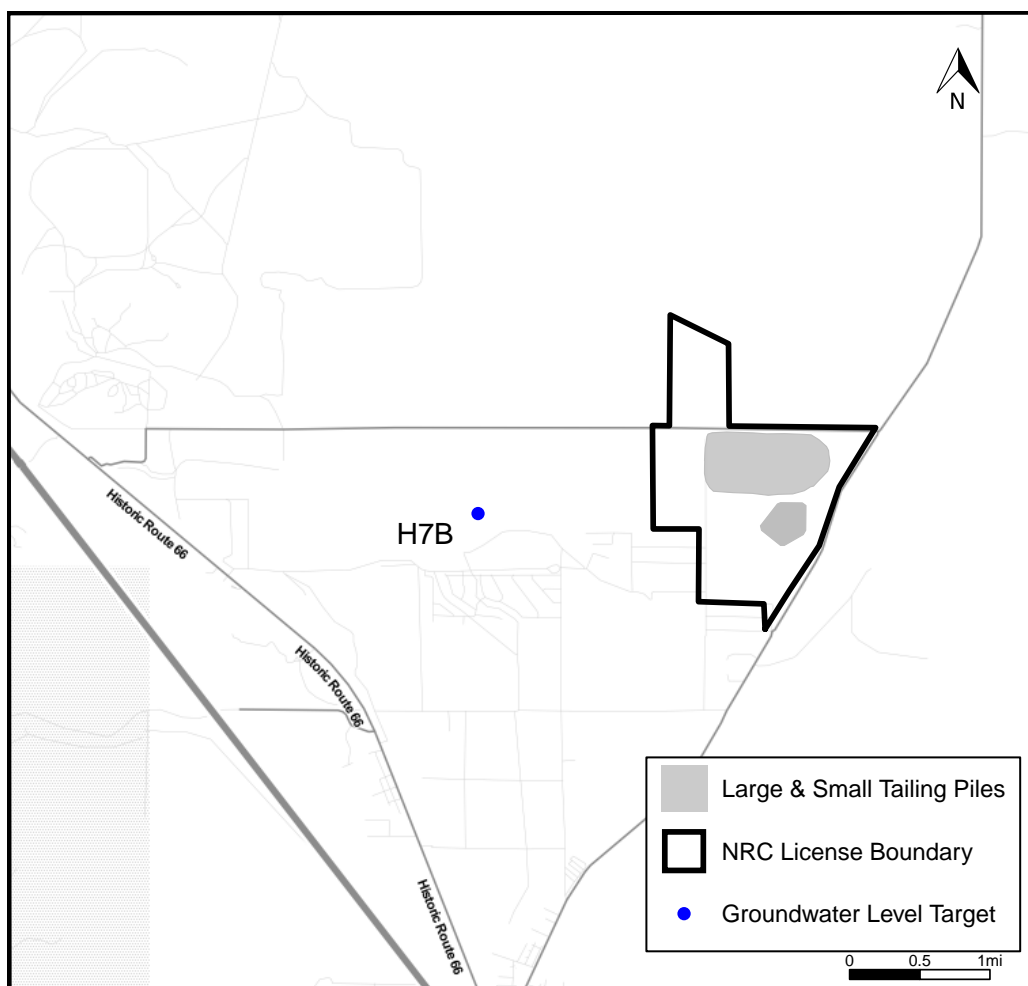 N
Historic Route 66
H7B
Historic Route 66
Historic Route 66
Large & Small Tailing Piles
NRC License Boundary
Groundwater Level Target
0 0.5 1mi